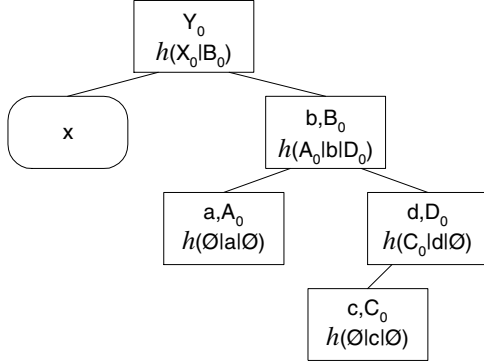 Y₀
h(X₀|B₀)
x
b,B₀
h(A₀|b|D₀)
a,A₀
h(Ø|a|Ø)
d,D₀
h(C₀|d|Ø)
c,C₀
h(Ø|c|Ø)